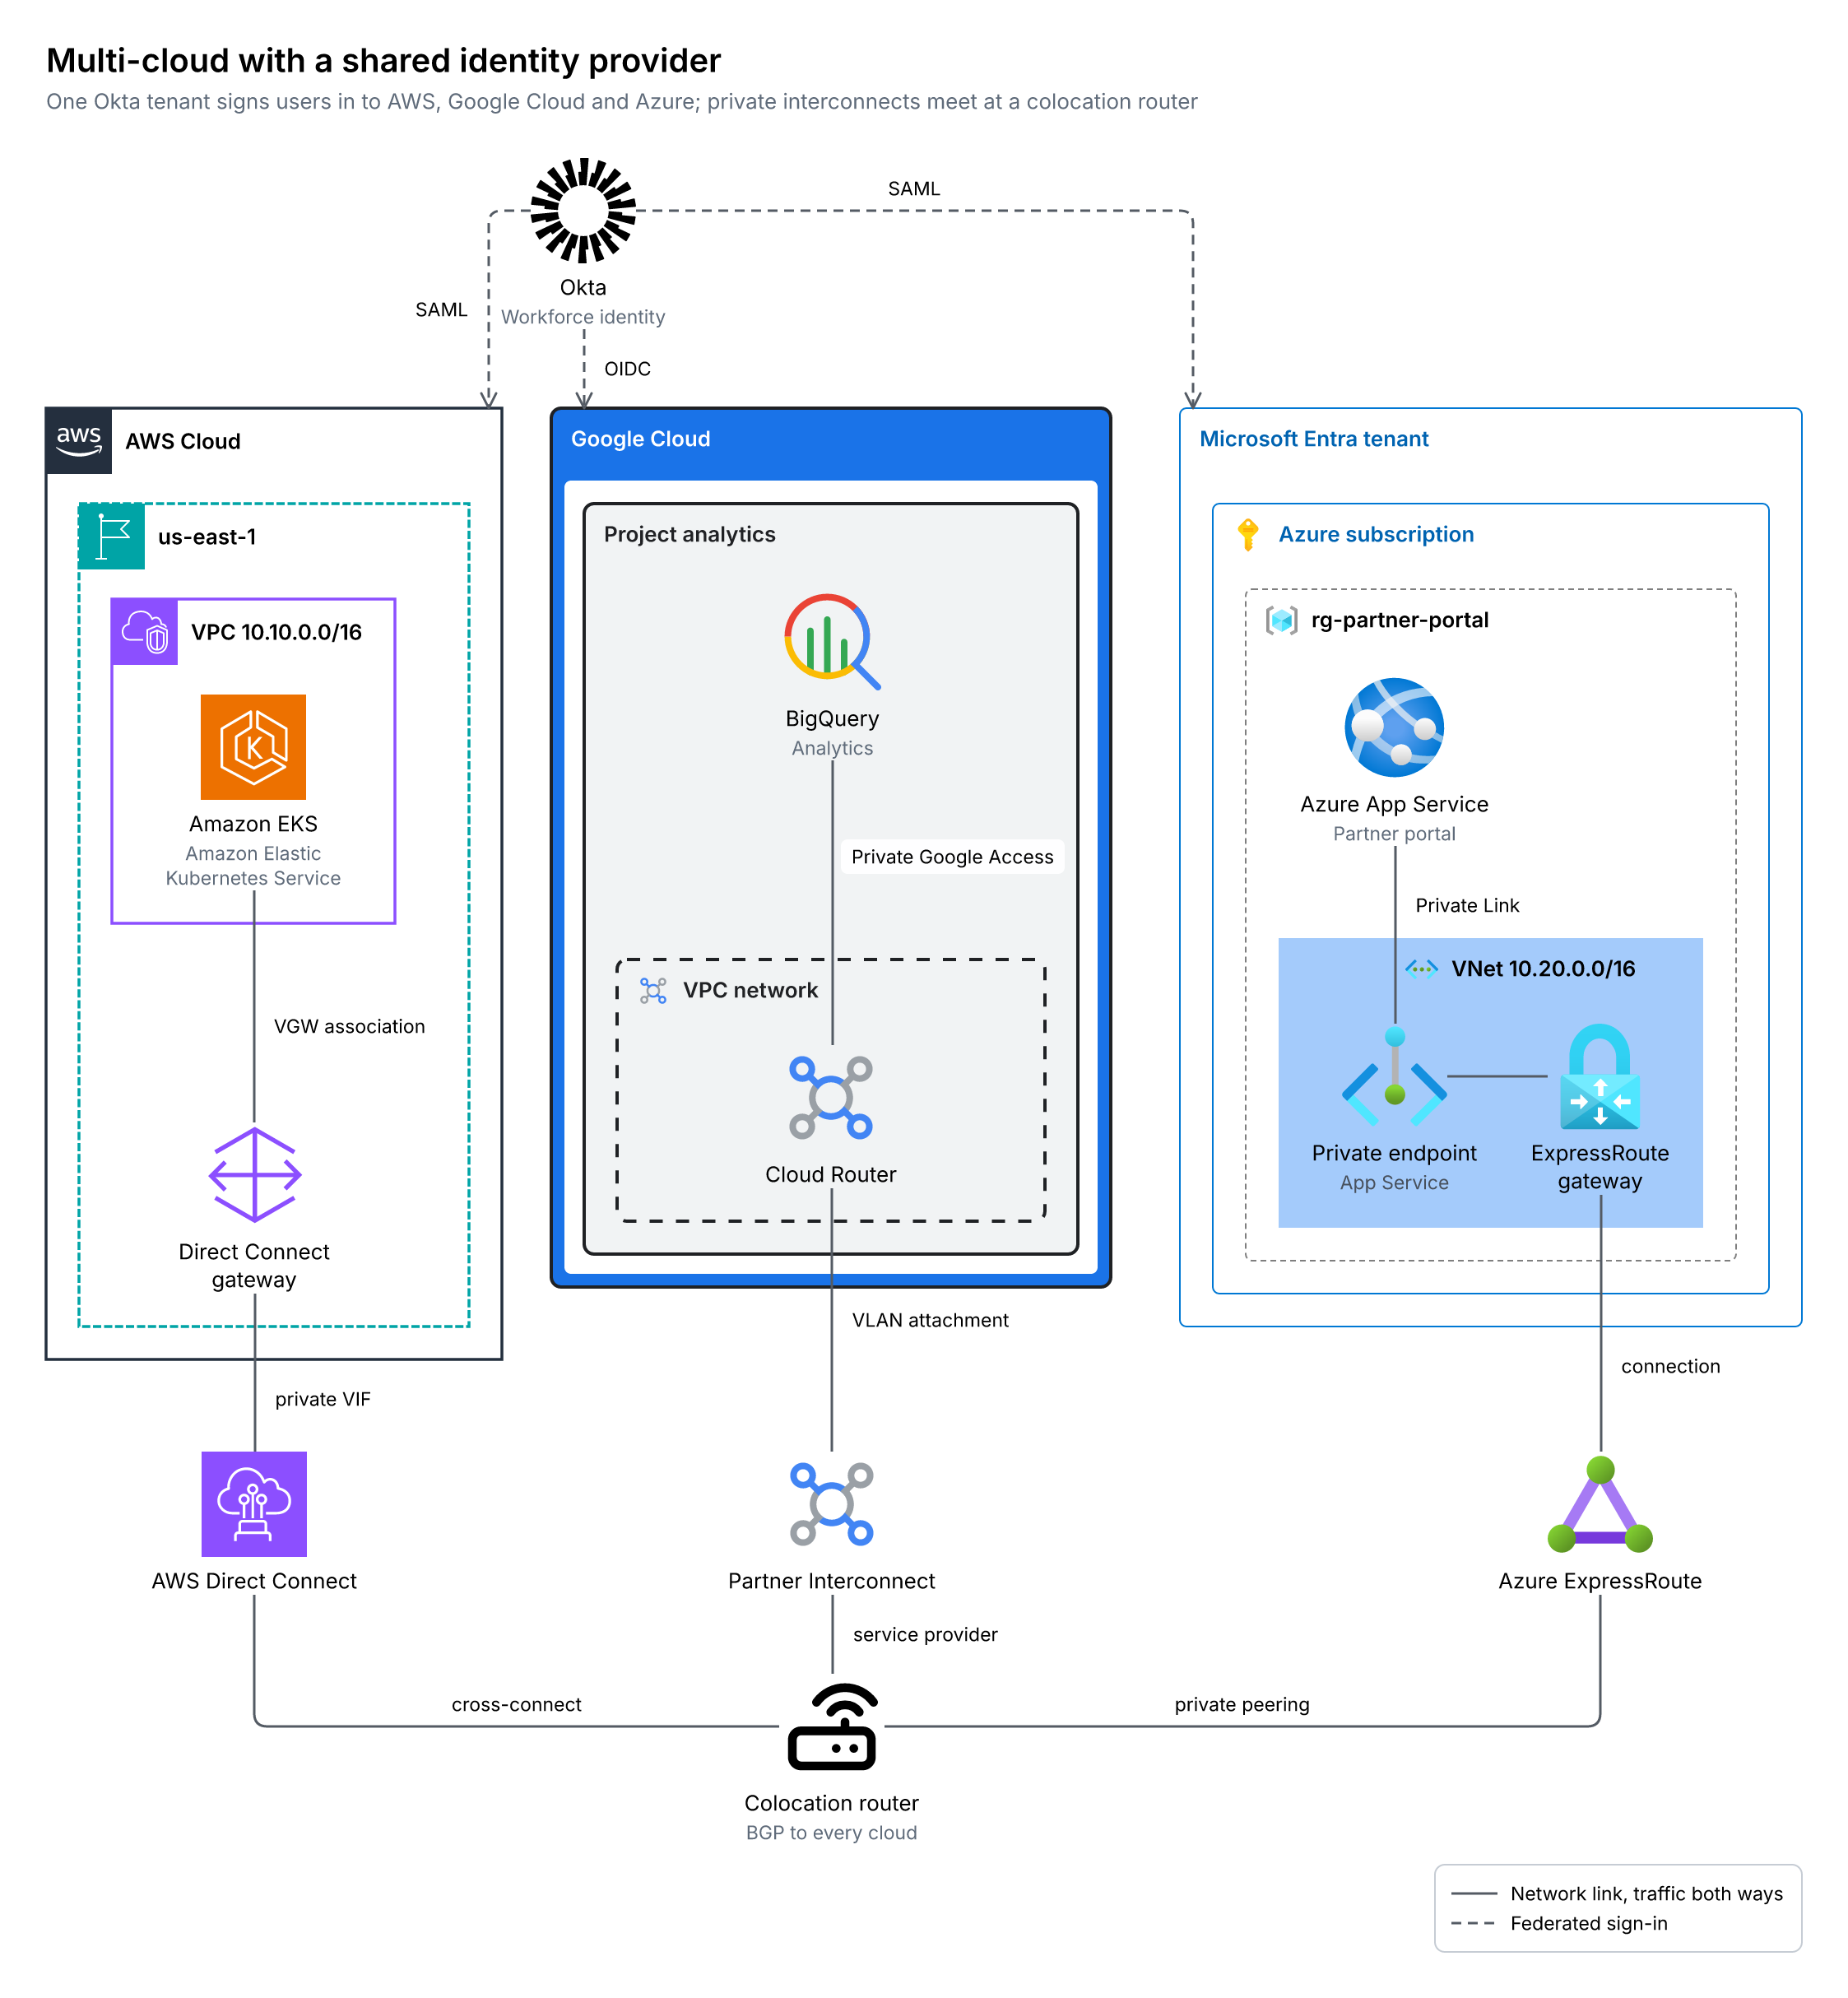 Multi-cloud with a shared identity provider
One Okta tenant signs users in to AWS, Google Cloud and Azure; private interconnects meet at a colocation router
SAML
Okta
Workforce identity
SAML
OIDC
aws
AWS Cloud
us-east-1
VPC 10.10.0.0/16
K
Amazon EKS
Amazon Elastic
Kubernetes Service
VGW association
Direct Connect
gateway
private VIF
AWS Direct Connect
Google Cloud
Project analytics
BigQuery
Analytics
Private Google Access
VPC network
Cloud Router
VLAN attachment
Partner Interconnect
service provider
Microsoft Entra tenant
Azure subscription
rg-partner-portal
Azure App Service
Partner portal
Private Link
VNet 10.20.0.0/16
Private endpoint
App Service
ExpressRoute
gateway
connection
Azure ExpressRoute
cross-connect
private peering
Colocation router
BGP to every cloud
Network link, traffic both ways
Federated sign-in